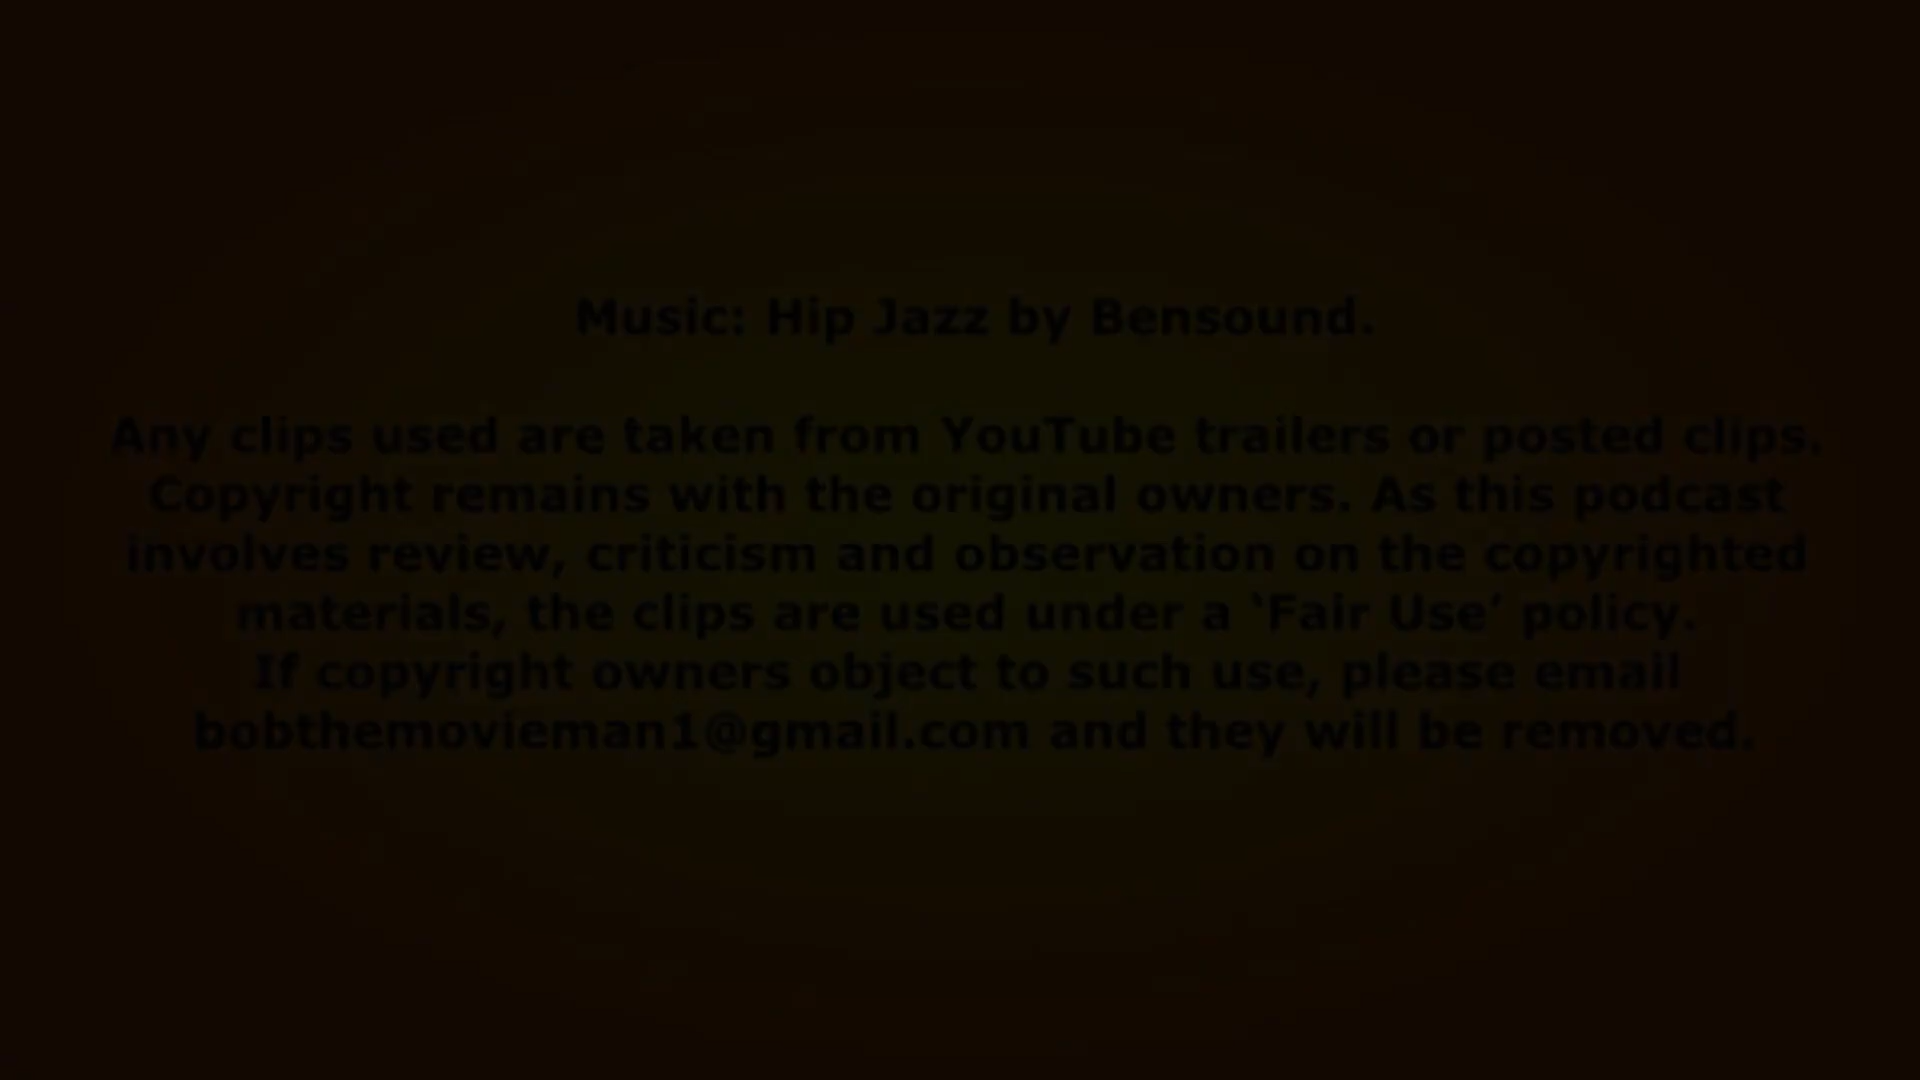 Music: Hip Jazz by Bensound.
Any clips used are taken from YouTube trailers or posted clips.
Copyright remains with the original owners. As this podcast
involves review, criticism and observation on the copyrighted
materials, the clips are used under a ‘Fair Use’ policy.
If copyright owners object to such use, please email
bobthemovieman1@gmail.com and they will be removed.